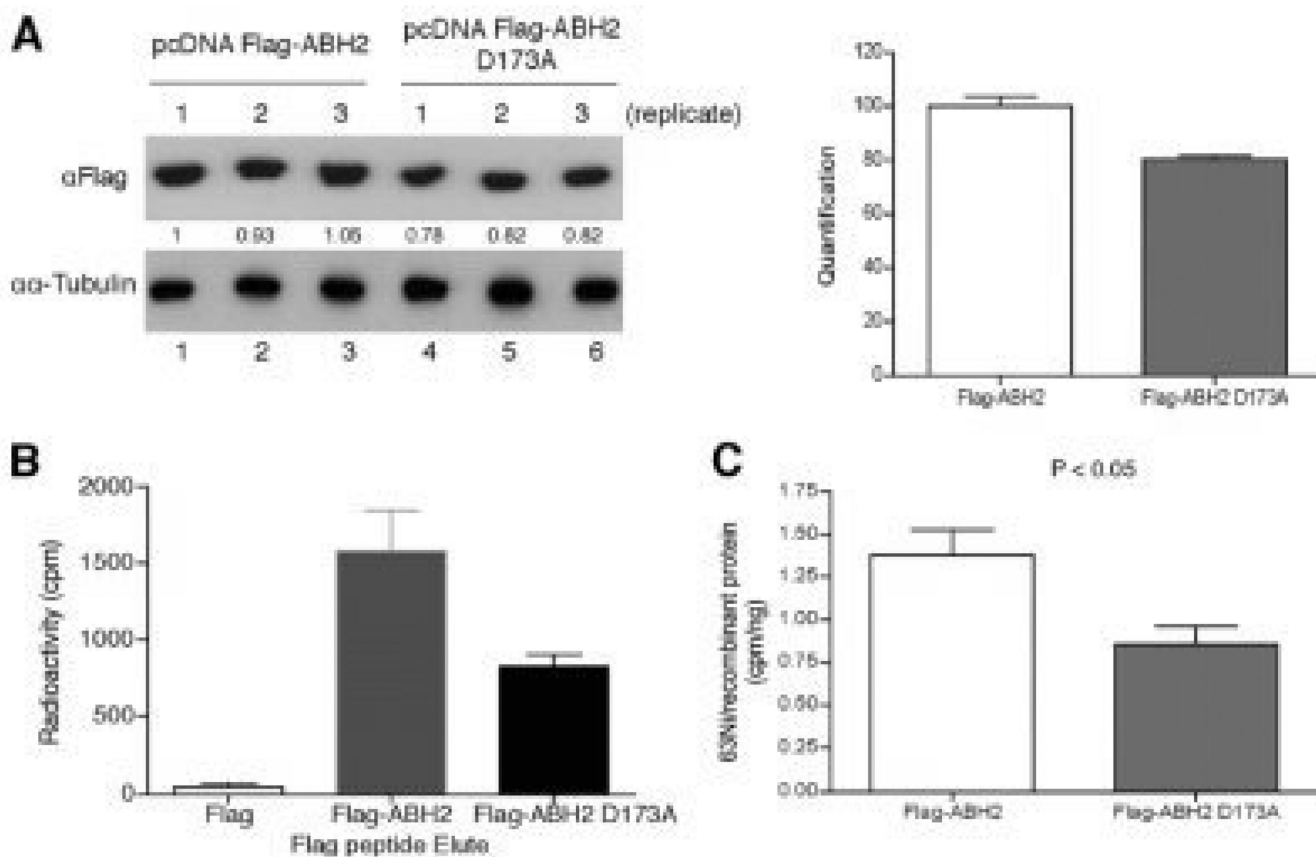 A
pcDNA Flag-ABH2
pcDNA Flag-ABH2
D173A
1 2 3 1 2 3 (replicate)
αFlag
1 0.93 1.05 0.78 0.82 0.82
αα-Tubulin
1 2 3 4 5 6
Quantification
120
100
80
60
40
20
0
Flag-ABH2 Flag-ABH2 D173A
B
Radioactivity (cpm)
2000
1500
1000
500
0
Flag Flag-ABH2 Flag-ABH2 D173A
Flag peptide Elute
C
P < 0.05
63Ni/recombinant protein
(cpm/ng)
1.75
1.50
1.25
1.00
0.75
0.50
0.25
0.00
Flag-ABH2 Flag-ABH2 D173A